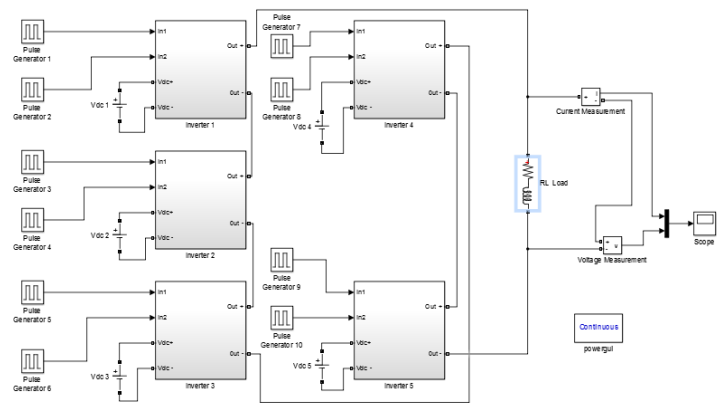 Pulse
Generator 1
Pulse
Generator 2
In1
In2
Vdc+
Vdc -
Out +
Out -
Vdc 1
Inverter 1
Pulse
Generator 3
Pulse
Generator 4
In1
In2
Vdc+
Vdc -
Out +
Out -
Vdc 2
Inverter 2
Pulse
Generator 5
Pulse
Generator 6
In1
In2
Vdc+
Vdc -
Out +
Out -
Vdc 3
Inverter 3
Pulse
Generator 7
Pulse
Generator 8
In1
In2
Vdc+
Vdc -
Out +
Out -
Vdc 4
Inverter 4
Pulse
Generator 9
Pulse
Generator 10
In1
In2
Vdc+
Vdc -
Out +
Out -
Vdc 5
Inverter 5
RL Load
+
-
i
Current Measurement
+
-
v
Voltage Measurement
Scope
Continuous
powergui